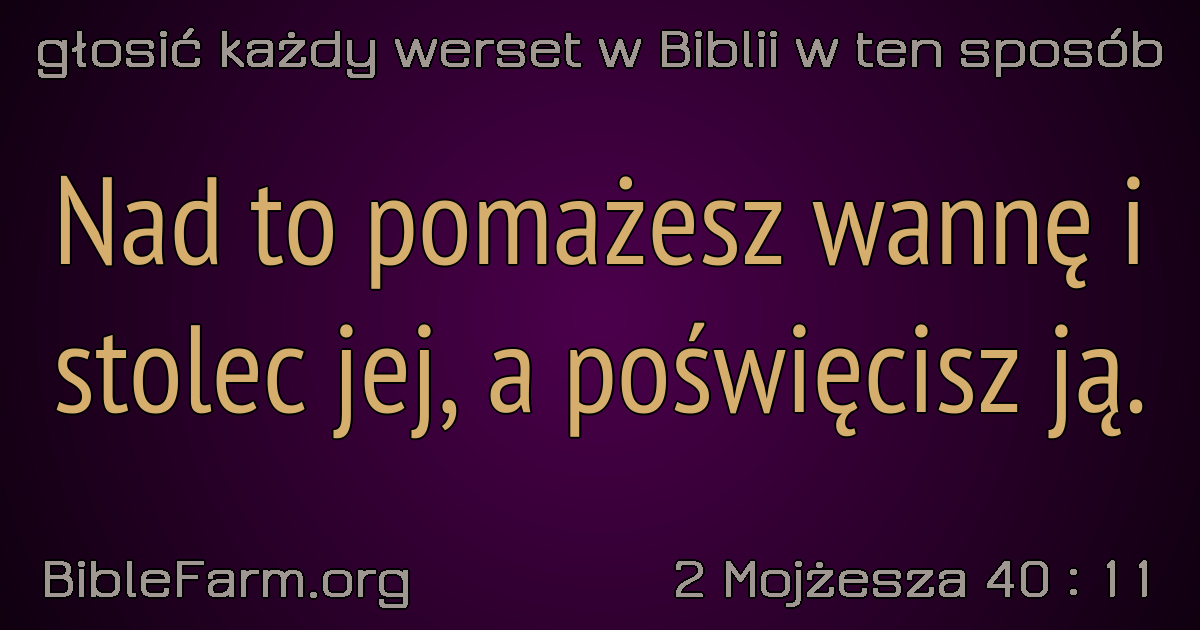 głosić każdy werset w Biblii w ten sposób
Nad to pomażesz wannę i
stolec jej, a poświęcisz ją.
BibleFarm.org
2 Mojżesza 40 : 11